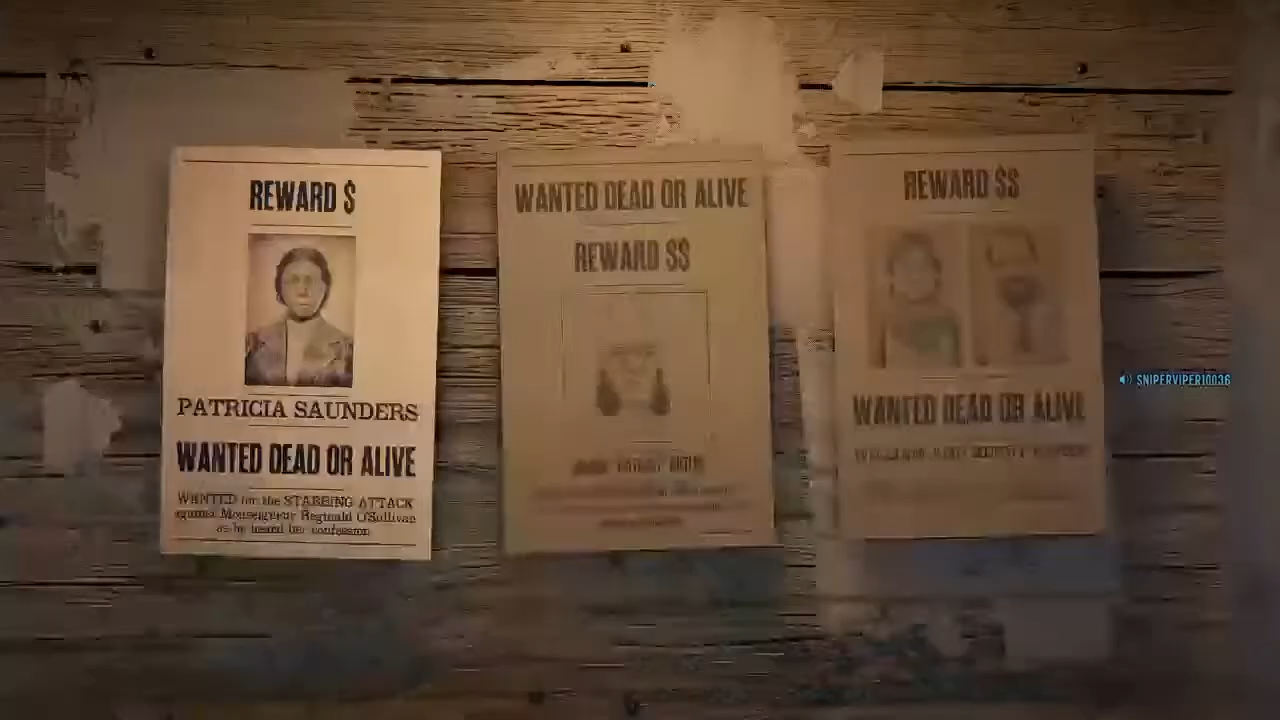 REWARD $
PATRICIA SAUNDERS
WANTED DEAD OR ALIVE
WANTED for the STABBING ATTACK
against Monseigneur Reginald O'Sullivan
as he heard her confession
WANTED DEAD OR ALIVE
REWARD $$
REWARD $$
WANTED DEAD OR ALIVE
SNIPERVIPER10036